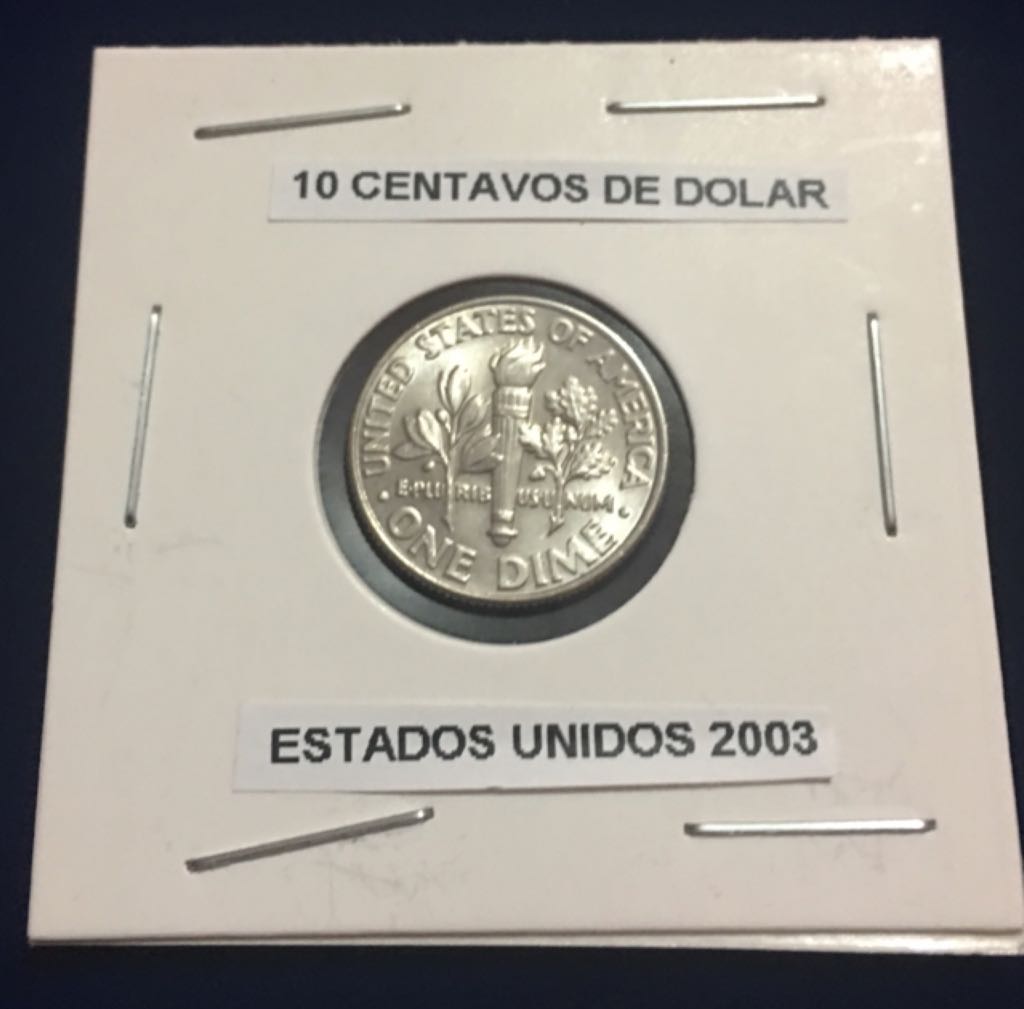 10 CENTAVOS DE DOLAR
UNITED STATES OF AMERICA
E·PLURIBUS UNUM
ONE DIME
ESTADOS UNIDOS 2003